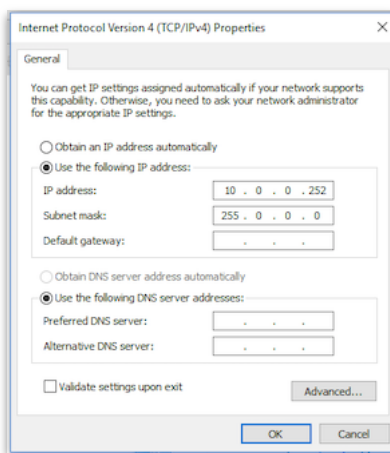 Internet Protocol Version 4 (TCP/IPv4) Properties
General
You can get IP settings assigned automatically if your network supports
this capability. Otherwise, you need to ask your network administrator
for the appropriate IP settings.
Obtain an IP address automatically
Use the following IP address:
IP address: 10 . 0 . 0 . 252
Subnet mask: 255 . 0 . 0 . 0
Default gateway: . . .
Obtain DNS server address automatically
Use the following DNS server addresses:
Preferred DNS server: . . .
Alternative DNS server: . . .
Validate settings upon exit
Advanced...
OK Cancel